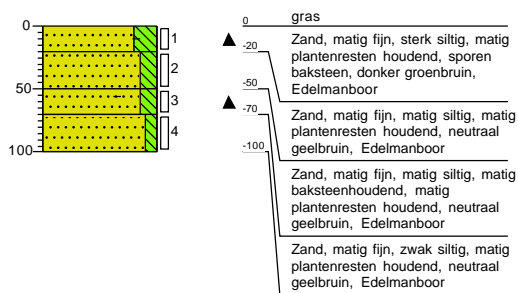 0
50
100
1
2
3
4
0
-20
-50
-70
-100
gras
Zand, matig fijn, sterk siltig, matig
plantenresten houdend, sporen
baksteen, donker groenbruin,
Edelmanboor
Zand, matig fijn, matig siltig, matig
plantenresten houdend, neutraal
geelbruin, Edelmanboor
Zand, matig fijn, matig siltig, matig
baksteenhoudend, matig
plantenresten houdend, neutraal
geelbruin, Edelmanboor
Zand, matig fijn, zwak siltig, matig
plantenresten houdend, neutraal
geelbruin, Edelmanboor